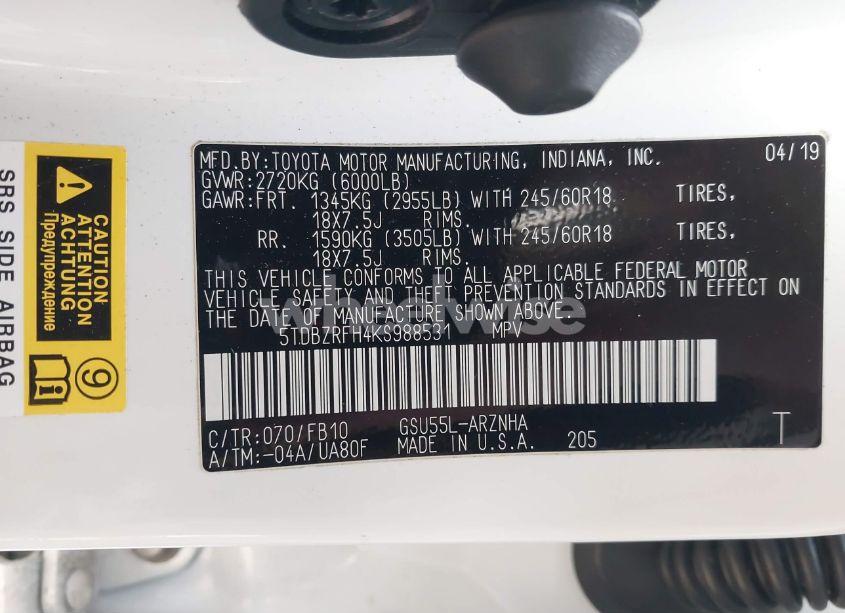 MFD.BY:TOYOTA MOTOR MANUFACTURING, INDIANA, INC. 04/19
GVWR:2720KG (6000LB)
GAWR:FRT. 1345KG (2955LB) WITH 245/60R18 TIRES,
18X7.5J RIMS.
RR. 1590KG (3505LB) WITH 245/60R18 TIRES,
18X7.5J RIMS.
THIS VEHICLE CONFORMS TO ALL APPLICABLE FEDERAL MOTOR
VEHICLE SAFETY AND THEFT PREVENTION STANDARDS IN EFFECT ON
THE DATE OF MANUFACTURE SHOWN ABOVE.
5TDBZRFH4KS988531 MPV
C/TR:070/FB10 GSU55L-ARZNHA
A/TM:-04A/UA80F MADE IN U.S.A. 205 T
wheelwise
SRS SIDE AIRBAG
CAUTION
ATTENTION
ACHTUNG
Предупреждение
9